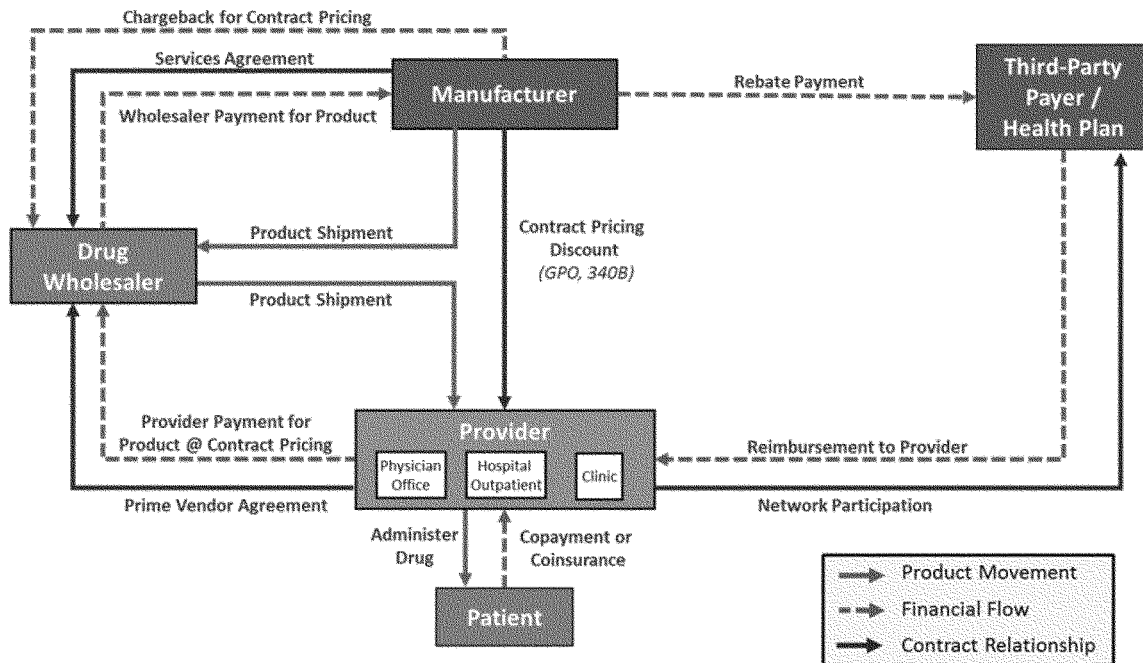 Chargeback for Contract Pricing
Services Agreement
Manufacturer
Rebate Payment
Third-Party
Payer /
Health Plan
Wholesaler Payment for Product
Product Shipment
Contract Pricing
Discount
(GPO, 340B)
Drug
Wholesaler
Product Shipment
Provider Payment for
Product @ Contract Pricing
Provider
Reimbursement to Provider
Physician
Office
Hospital
Outpatient
Clinic
Prime Vendor Agreement
Network Participation
Administer
Drug
Copayment or
Coinsurance
Patient
Product Movement
Financial Flow
Contract Relationship